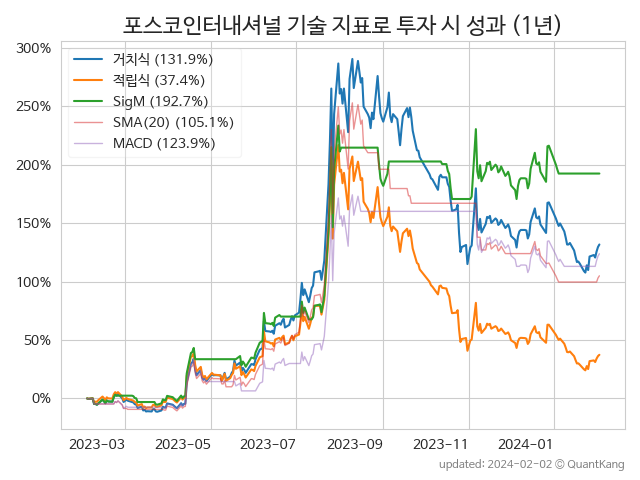 포스코인터내셔널 기술 지표로 투자 시 성과 (1년)
300%
250%
200%
150%
100%
50%
0%
거치식 (131.9%)
적립식 (37.4%)
SigM (192.7%)
SMA(20) (105.1%)
MACD (123.9%)
2023-03
2023-05
2023-07
2023-09
2023-11
2024-01
updated: 2024-02-02 © QuantKang